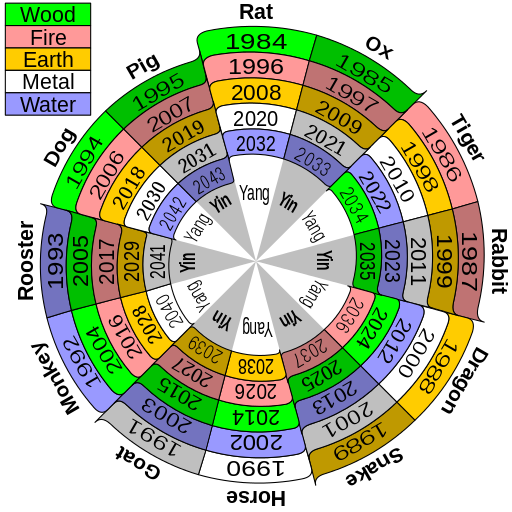 Wood
Fire
Earth
Metal
Water
Rat
1984
1996
2008
2020
2032
Yang
Ox
1985
1997
2009
2021
2033
Yin
Tiger
1986
1998
2010
2022
2034
Yang
Rabbit
1987
1999
2011
2023
2035
Yin
Dragon
1988
2000
2012
2024
2036
Yang
Snake
1989
2001
2013
2025
2037
Yin
Horse
1990
2002
2014
2026
2038
Yang
Goat
1991
2003
2015
2027
2039
Yin
Monkey
1992
2004
2016
2028
2040
Yang
Rooster
1993
2005
2017
2029
2041
Yin
Dog
1994
2006
2018
2030
2042
Yang
Pig
1995
2007
2019
2031
2043
Yin